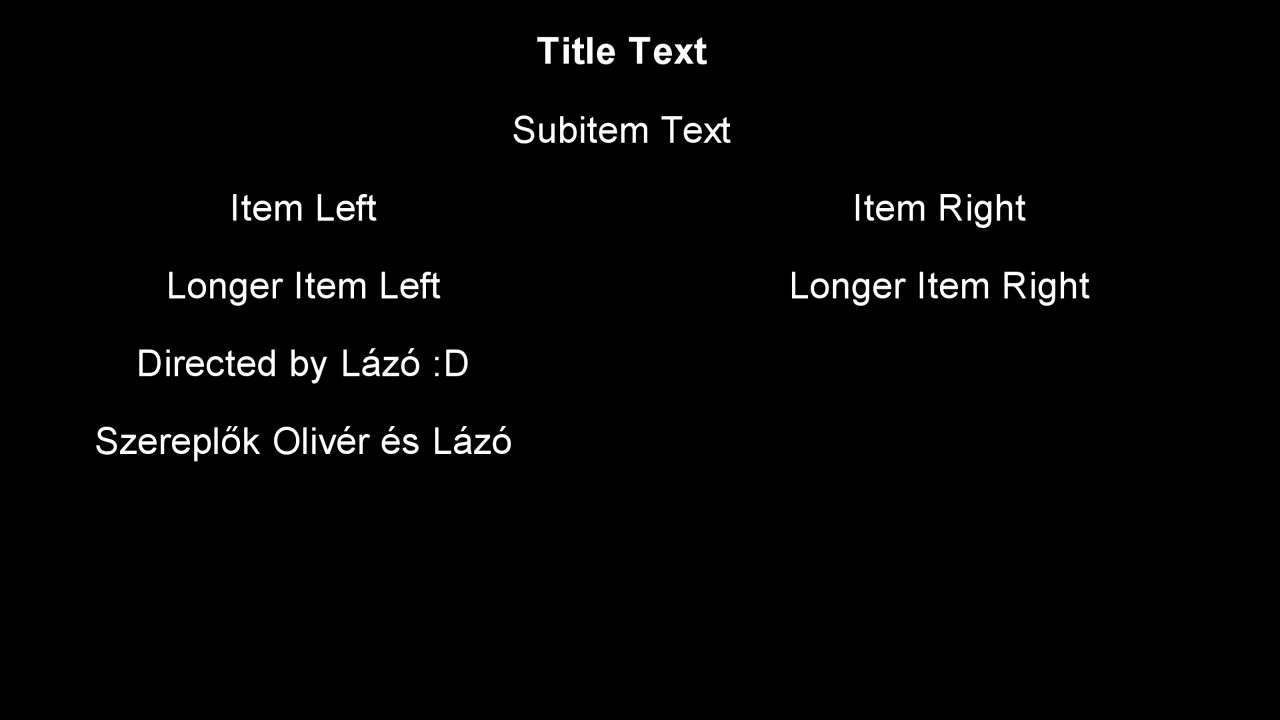 Title Text
Subitem Text
Item Left Item Right
Longer Item Left Longer Item Right
Directed by Lázó :D
Szereplők Olivér és Lázó